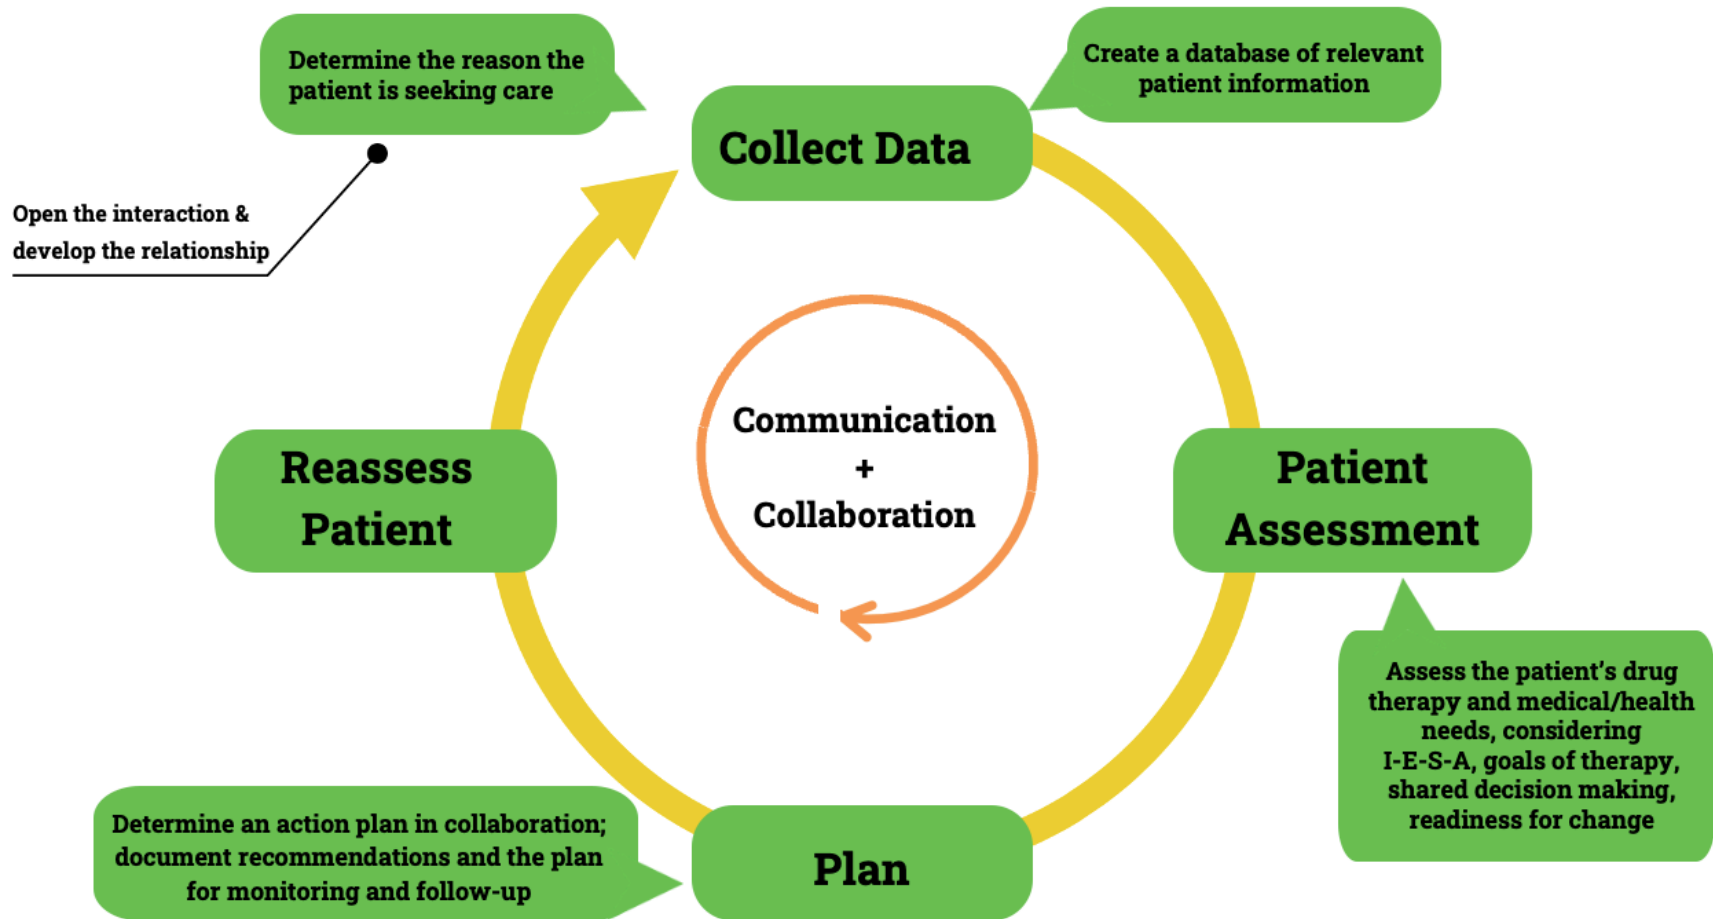 Determine the reason the
patient is seeking care
Create a database of relevant
patient information
Collect Data
Open the interaction &
develop the relationship
Communication
+
Collaboration
Reassess
Patient
Patient
Assessment
Assess the patient’s drug
therapy and medical/health
needs, considering
I-E-S-A, goals of therapy,
shared decision making,
readiness for change
Determine an action plan in collaboration;
document recommendations and the plan
for monitoring and follow-up
Plan